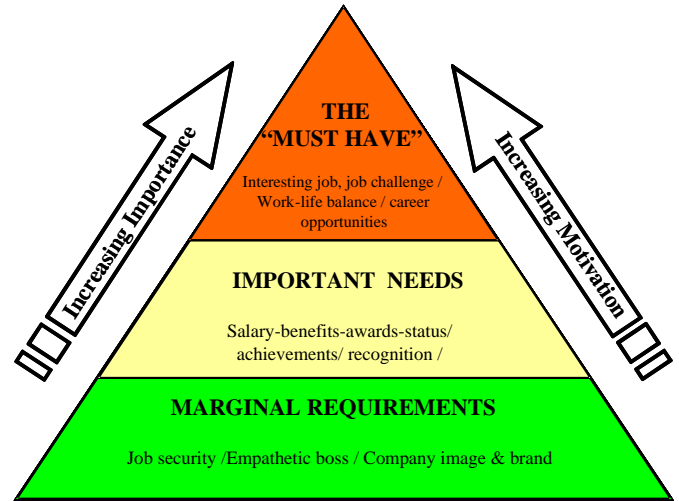 THE
“MUST HAVE”
Interesting job, job challenge /
Work-life balance / career
opportunities
Increasing Importance
Increasing Motivation
IMPORTANT NEEDS
Salary-benefits-awards-status/
achievements/ recognition /
MARGINAL REQUIREMENTS
Job security /Empathetic boss / Company image & brand